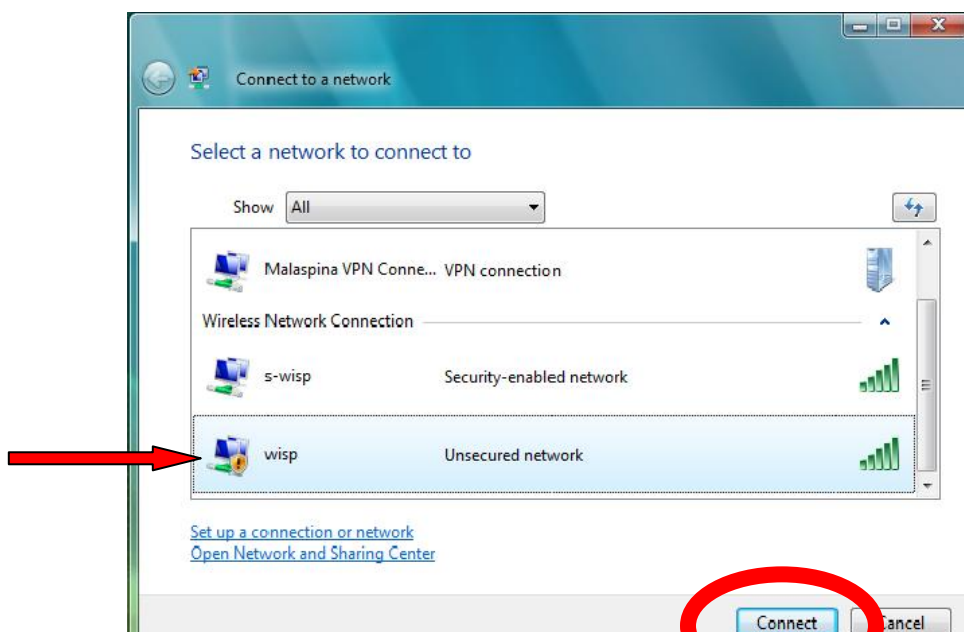 Connect to a network
Select a network to connect to
Show All
Malaspina VPN Conne... VPN connection
Wireless Network Connection
s-wisp Security-enabled network
wisp Unsecured network
Set up a connection or network
Open Network and Sharing Center
Connect Cancel